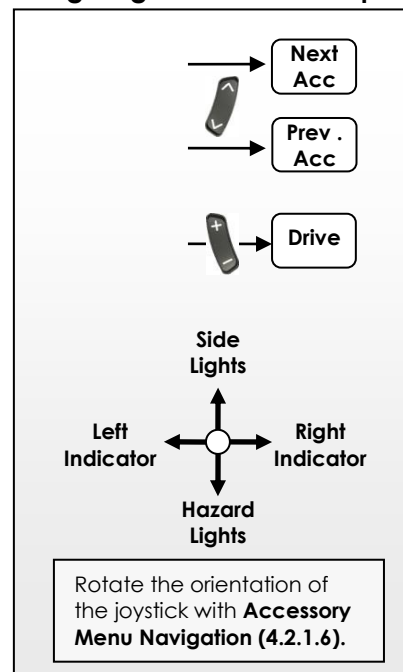 Next
Acc
Prev .
Acc
+
−
Drive
Side
Lights
Left
Indicator
Right
Indicator
Hazard
Lights
Rotate the orientation of
the joystick with Accessory
Menu Navigation (4.2.1.6).